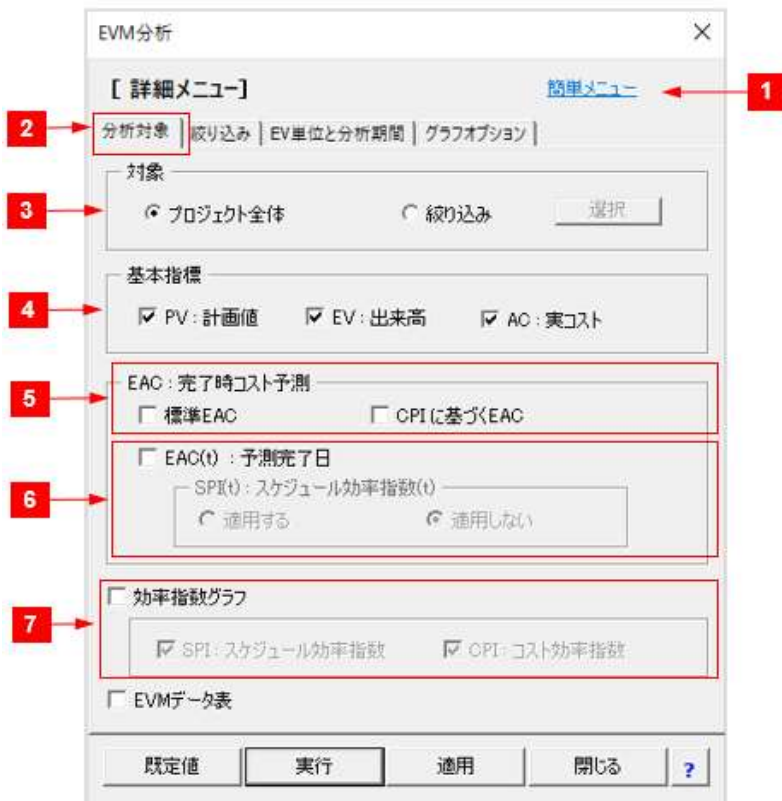 EVM分析
[ 詳細メニュー]
簡単メニュー
1
2
分析対象 絞り込み EV単位と分析期間 グラフオプション
対象
3
プロジェクト全体 絞り込み 選択
基本指標
4
PV : 計画値 EV : 出来高 AC : 実コスト
EAC : 完了時コスト予測
5
標準EAC CPIに基づくEAC
EAC(t) : 予測完了日
SPI(t) : スケジュール効率指数(t)
6
適用する 適用しない
効率指数グラフ
7
SPI : スケジュール効率指数 CPI : コスト効率指数
EVMデータ表
既定値 実行 適用 閉じる ?